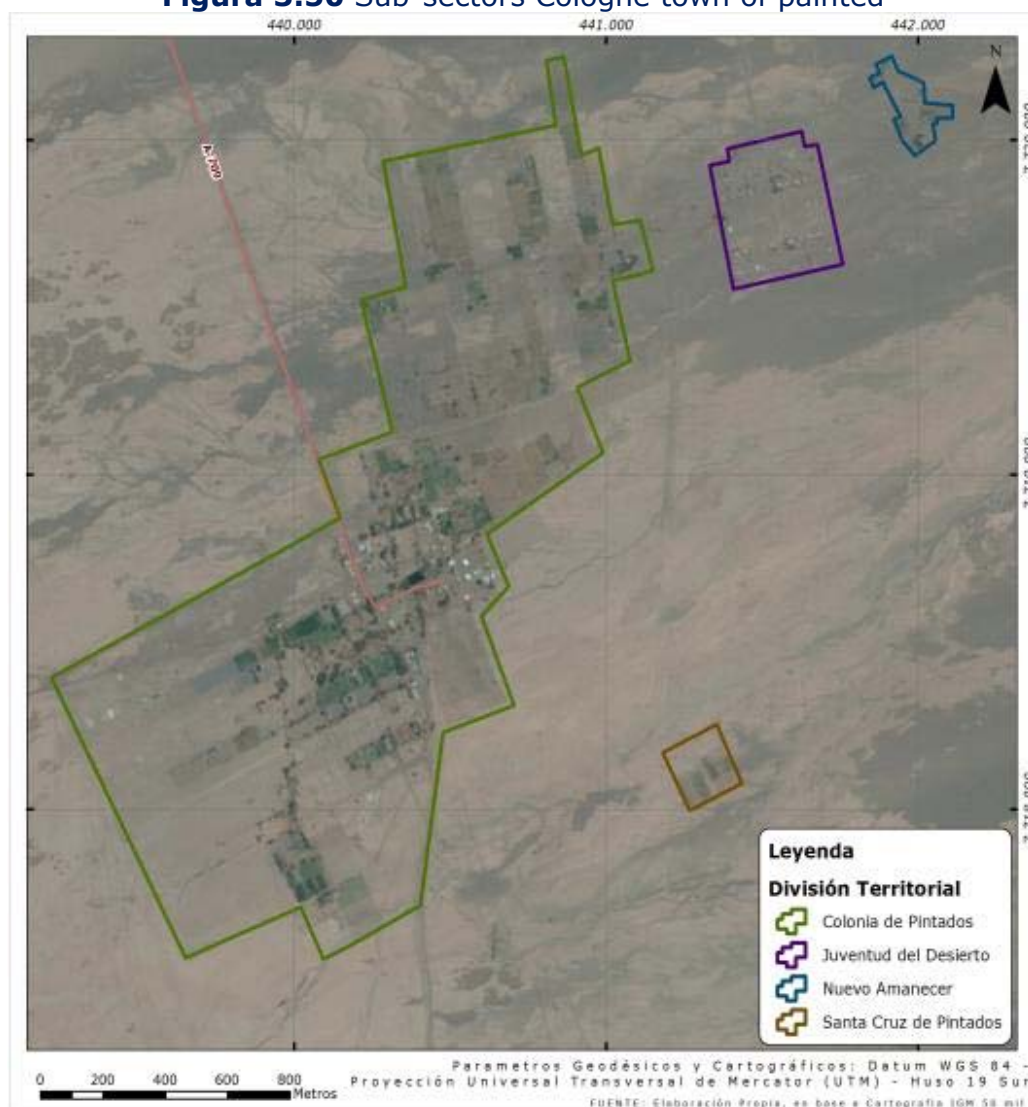 Figura 3.50 Sub-sectors Cologne town of painted
440.000 441.000 442.000
N
A-700
Leyenda
División Territorial
Colonia de Pintados
Juventud del Desierto
Nuevo Amanecer
Santa Cruz de Pintados
0 200 400 600 800
Metros
Parametros Geodésicos y Cartográficos: Datum WGS 84 -
Proyección Universal Transversal de Mercator (UTM) - Huso 19 Sur
FUENTE: Elaboración Propia, en base a Cartografía IGM 50 mil